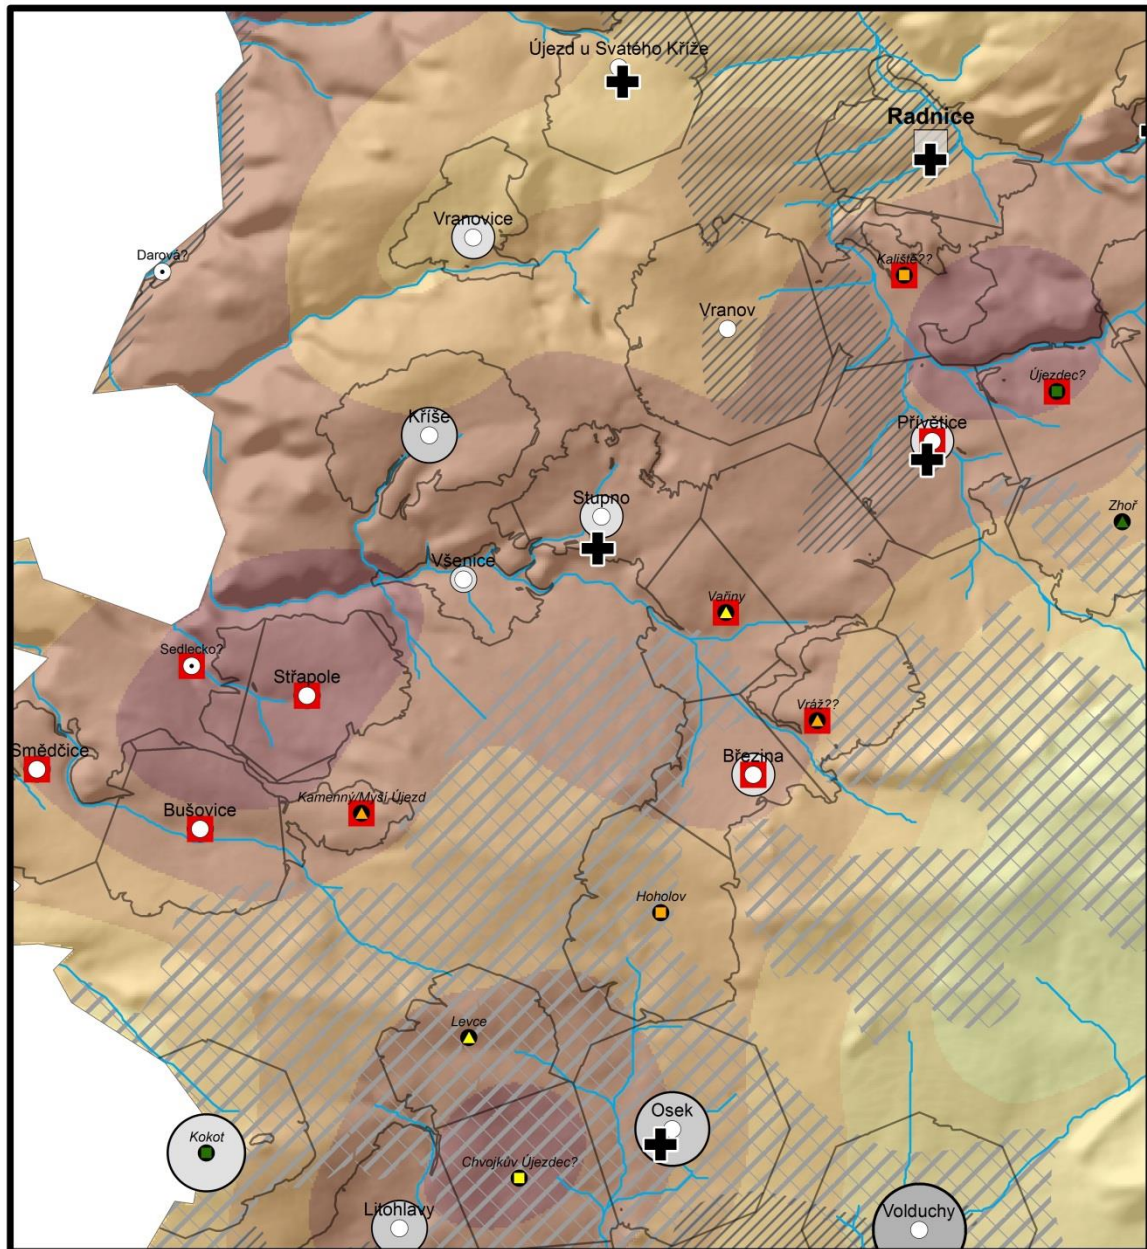 Újezd u Svatého Kříže
Radnice
Vranovice
Darová?
Kaliště??
Vranov
Újezdec?
Kříše
Přívětice
Stupno
Zhoř
Všenice
Vařiny
Sedlecko?
Střapole
Vráž??
Smědčice
Březina
Kamenný/Myší Újezd
Bušovice
Hoholov
Levce
Osek
Kokot
Chvojkův Újezdec?
Litohlavy
Volduchy